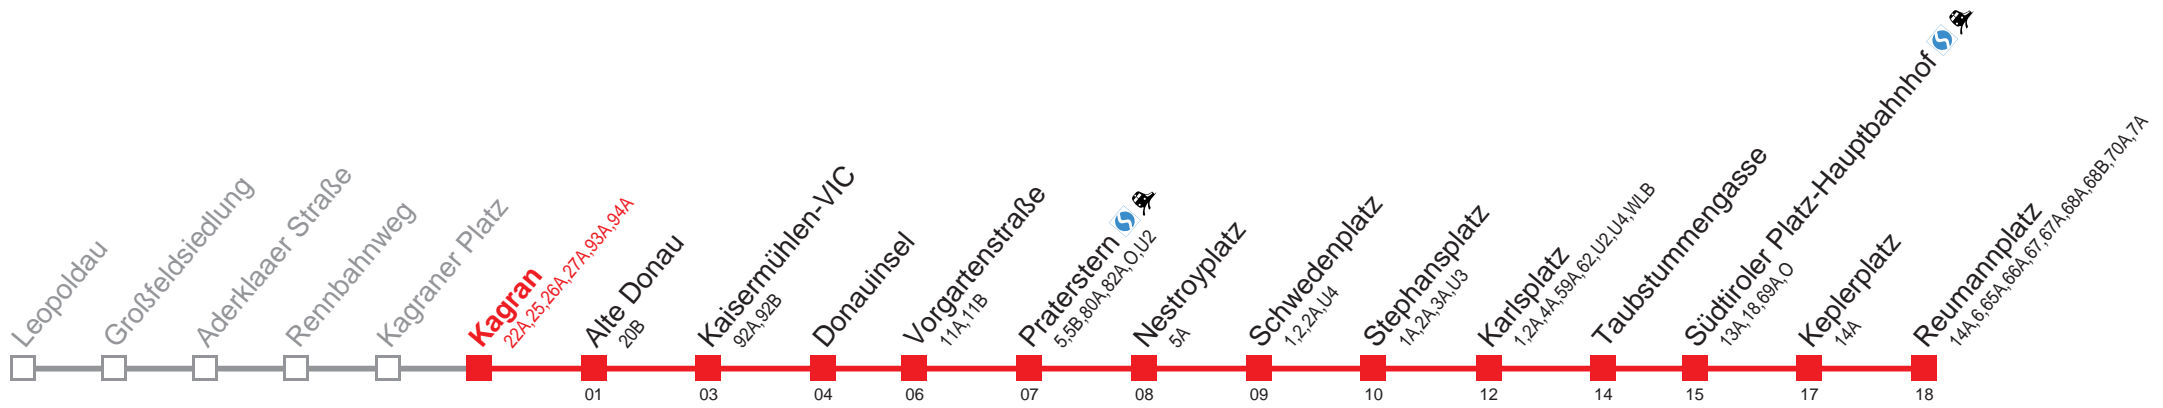 Leopoldau
Großfeldsiedlung
Aderklaaer Straße
Rennbahnweg
Kagraner Platz
Kagran
22A,25,26A,27A,93A,94A
Alte Donau
20B
01
Kaisermühlen-VIC
92A,92B
03
Donauinsel
04
Vorgartenstraße
11A,11B
06
Praterstern
5,5B,80A,82A,O,U2
07
Nestroyplatz
5A
08
Schwedenplatz
1,2,2A,U4
09
Stephansplatz
1A,2A,3A,U3
10
Karlsplatz
1,2A,4A,59A,62,U2,U4,WLB
12
Taubstummengasse
14
Südtiroler Platz-Hauptbahnhof
13A,18,69A,O
15
Keplerplatz
14A
17
Reumannplatz
14A,6,65A,66A,67,67A,68A,68B,70A,7A
18